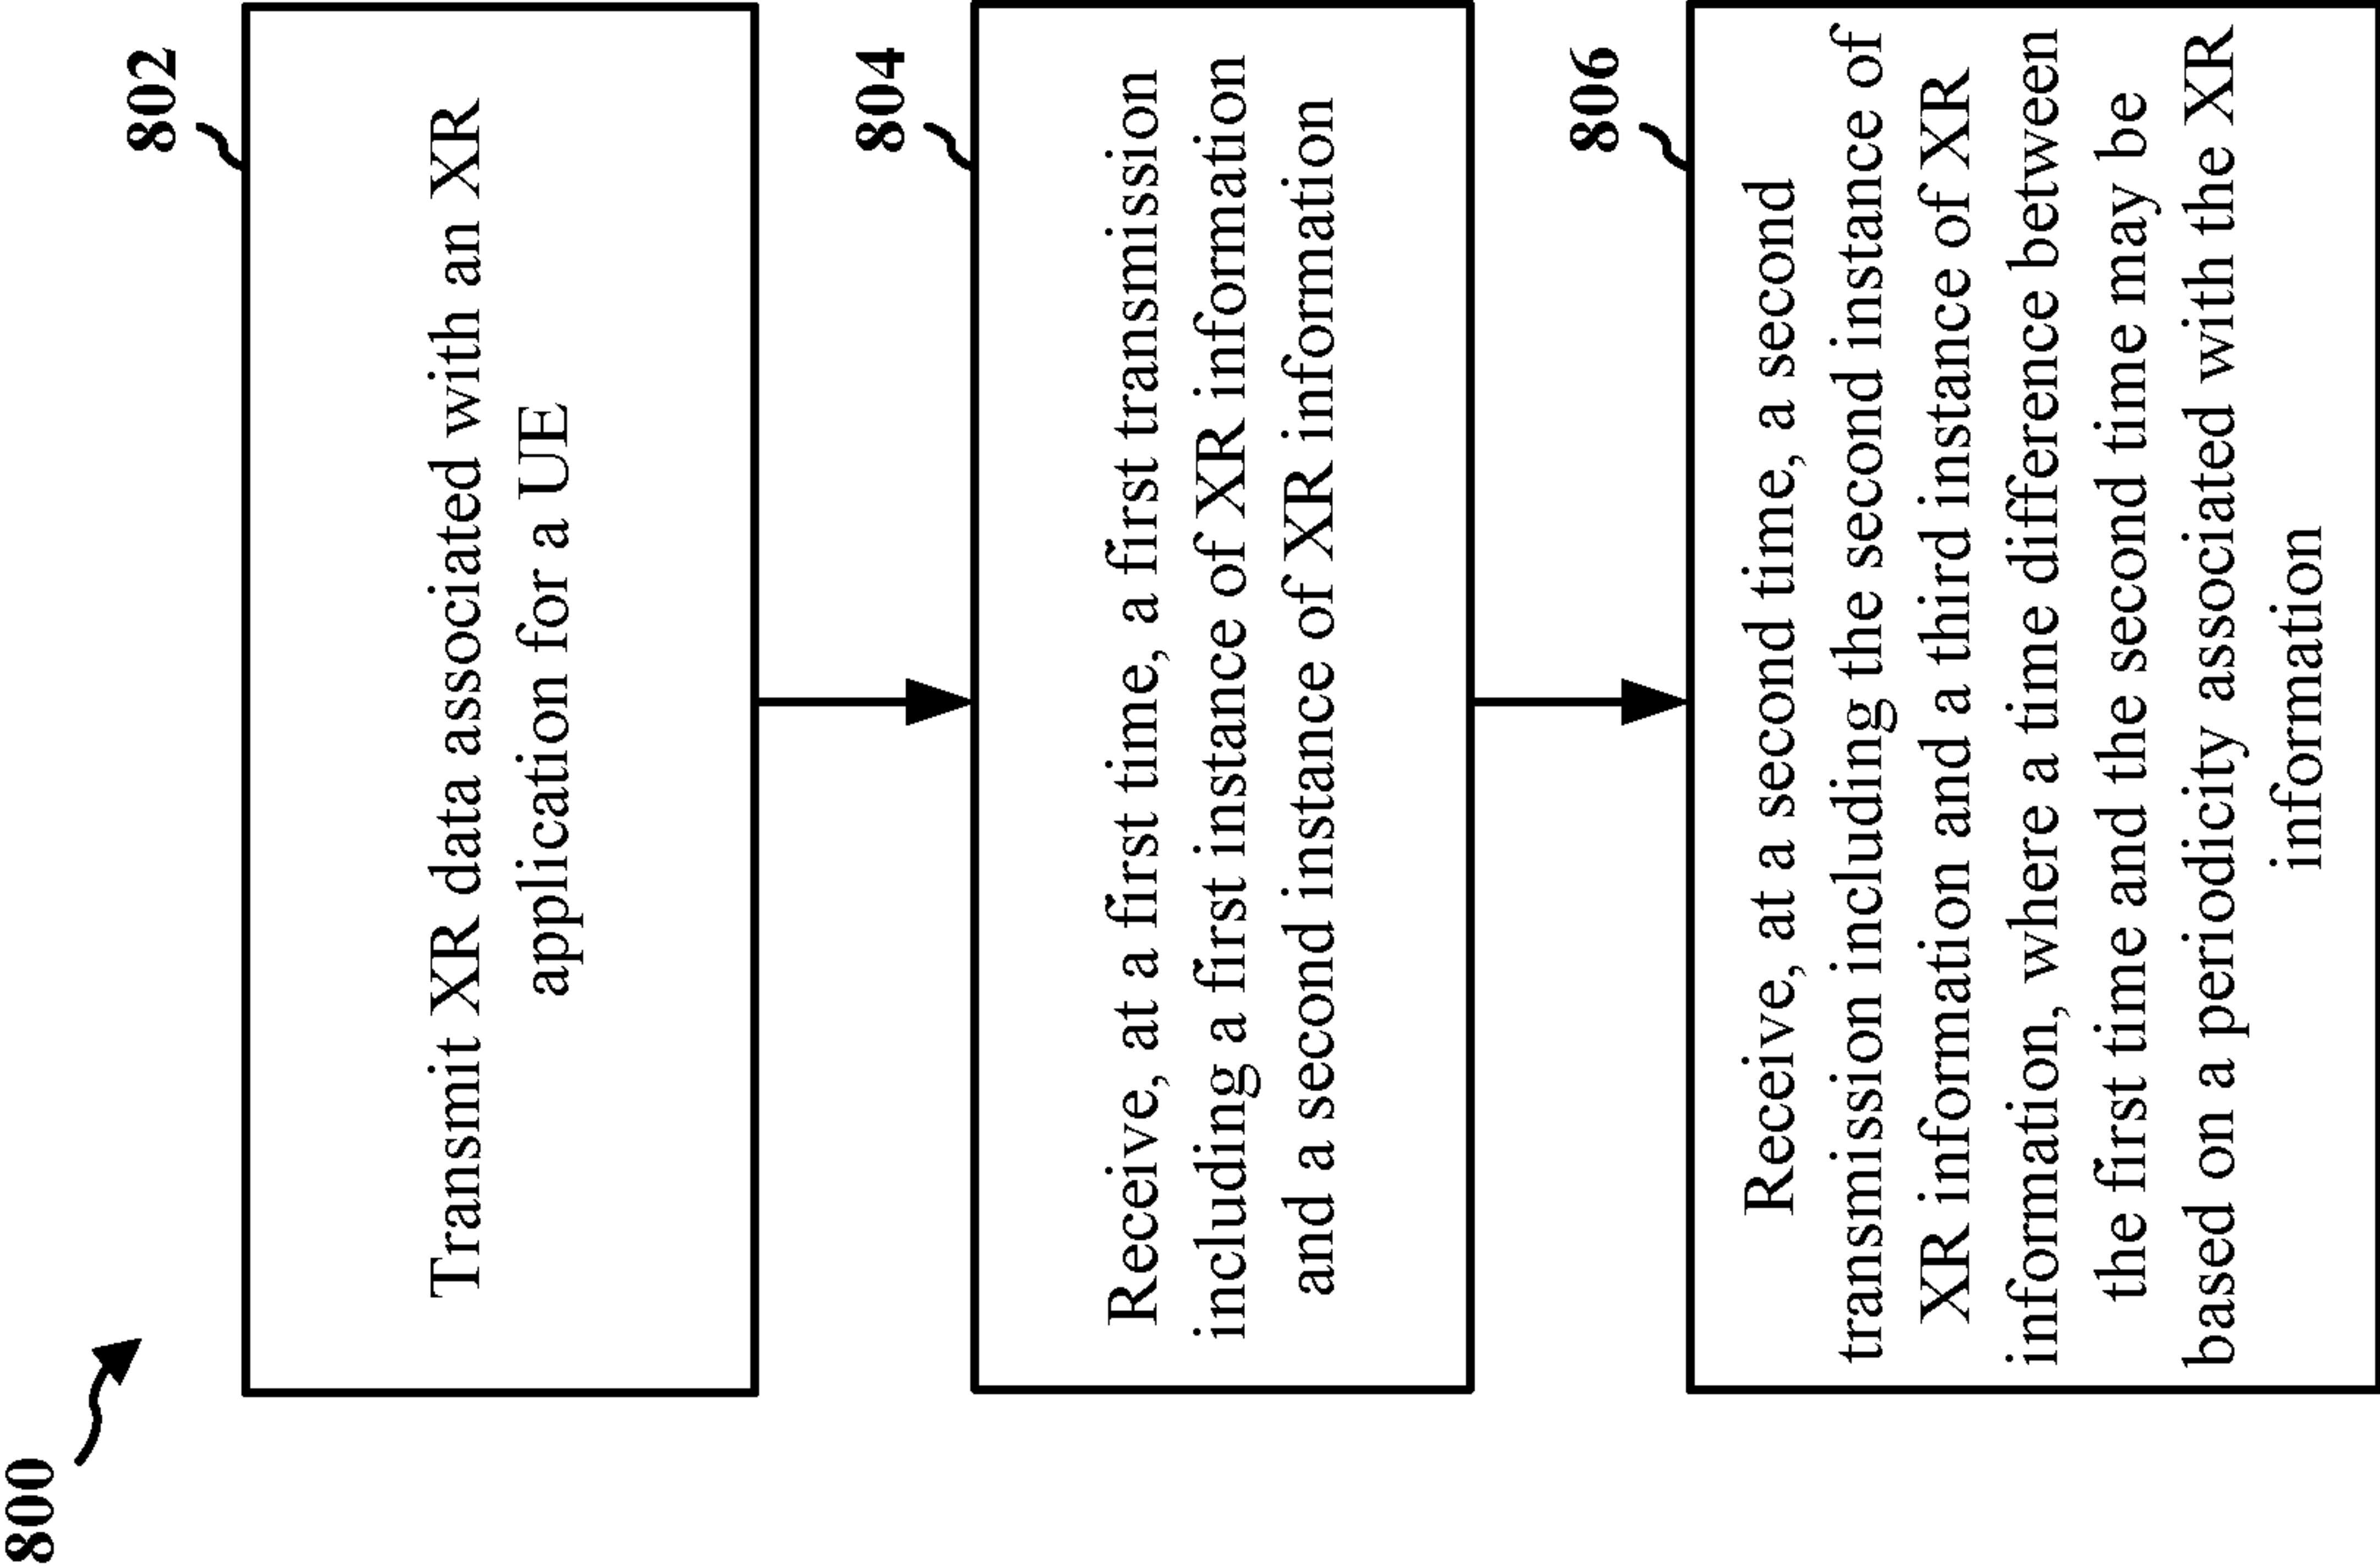 800
802
Transmit XR data associated with an XR
application for a UE
804
Receive, at a first time, a first transmission
including a first instance of XR information
and a second instance of XR information
806
Receive, at a second time, a second
transmission including the second instance of
XR information and a third instance of XR
information, where a time difference between
the first time and the second time may be
based on a periodicity associated with the XR
information